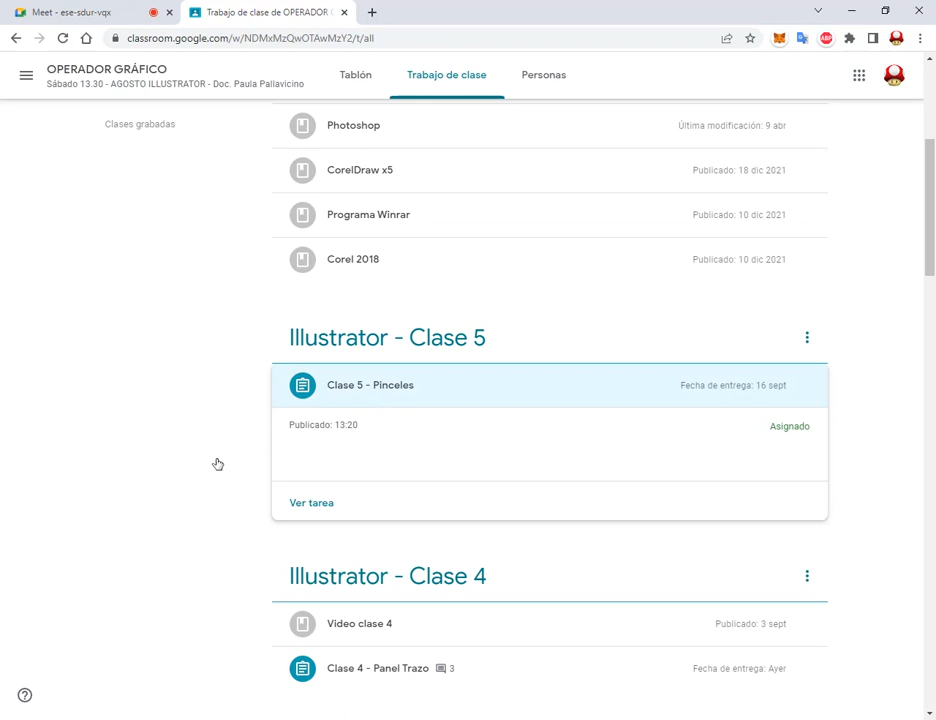 Meet - ese-sdur-vqx
Trabajo de clase de OPERADOR G
classroom.google.com/w/NDMxMzQwOTAwMzY2/t/all
ABP
OPERADOR GRÁFICO
Sábado 13.30 - AGOSTO ILLUSTRATOR - Doc. Paula Pallavicino
Tablón
Trabajo de clase
Personas
Clases grabadas
Photoshop
Última modificación: 9 abr
CorelDraw x5
Publicado: 18 dic 2021
Programa Winrar
Publicado: 10 dic 2021
Corel 2018
Publicado: 10 dic 2021
Illustrator - Clase 5
Clase 5 - Pinceles
Fecha de entrega: 16 sept
Publicado: 13:20
Asignado
Ver tarea
Illustrator - Clase 4
Video clase 4
Publicado: 3 sept
Clase 4 - Panel Trazo
3
Fecha de entrega: Ayer